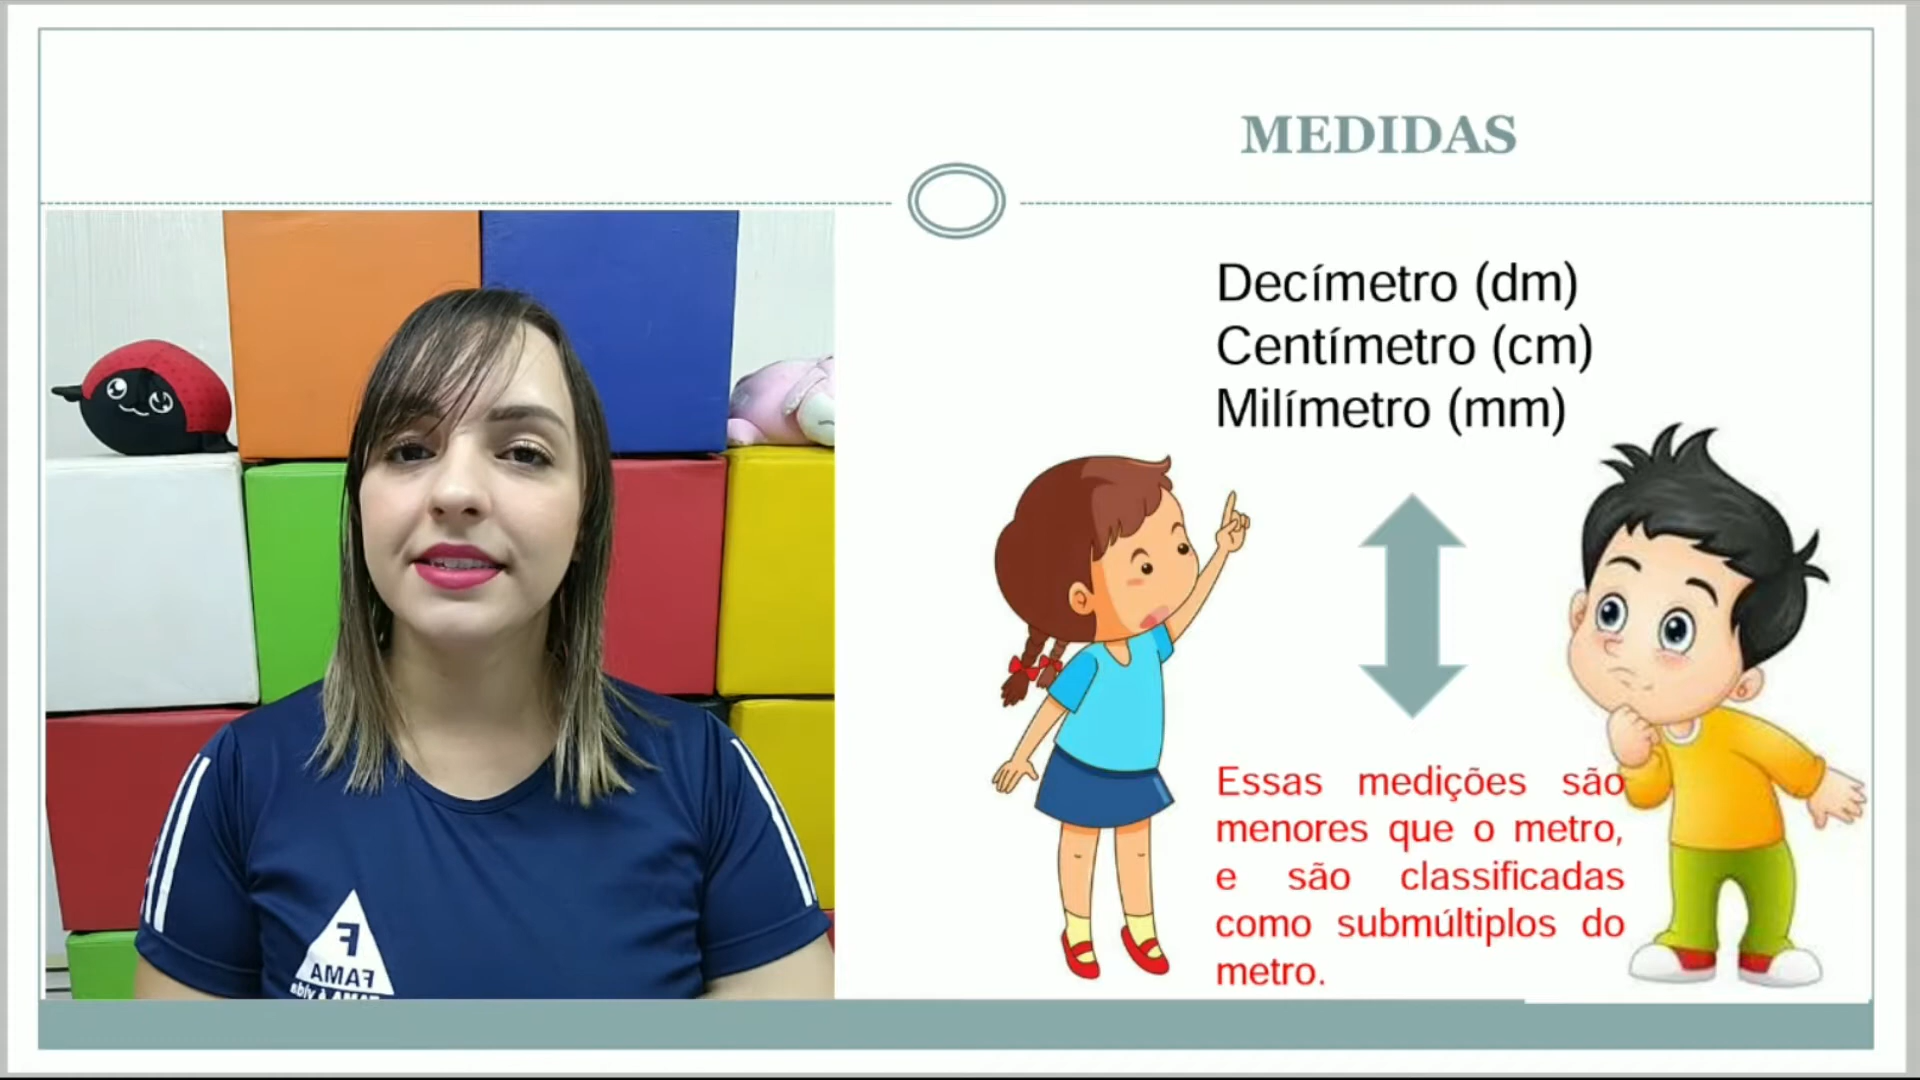 MEDIDAS
Decímetro (dm)
Centímetro (cm)
Milímetro (mm)
Essas medições são
menores que o metro,
e são classificadas
como submúltiplos do
metro.
F
FAMA